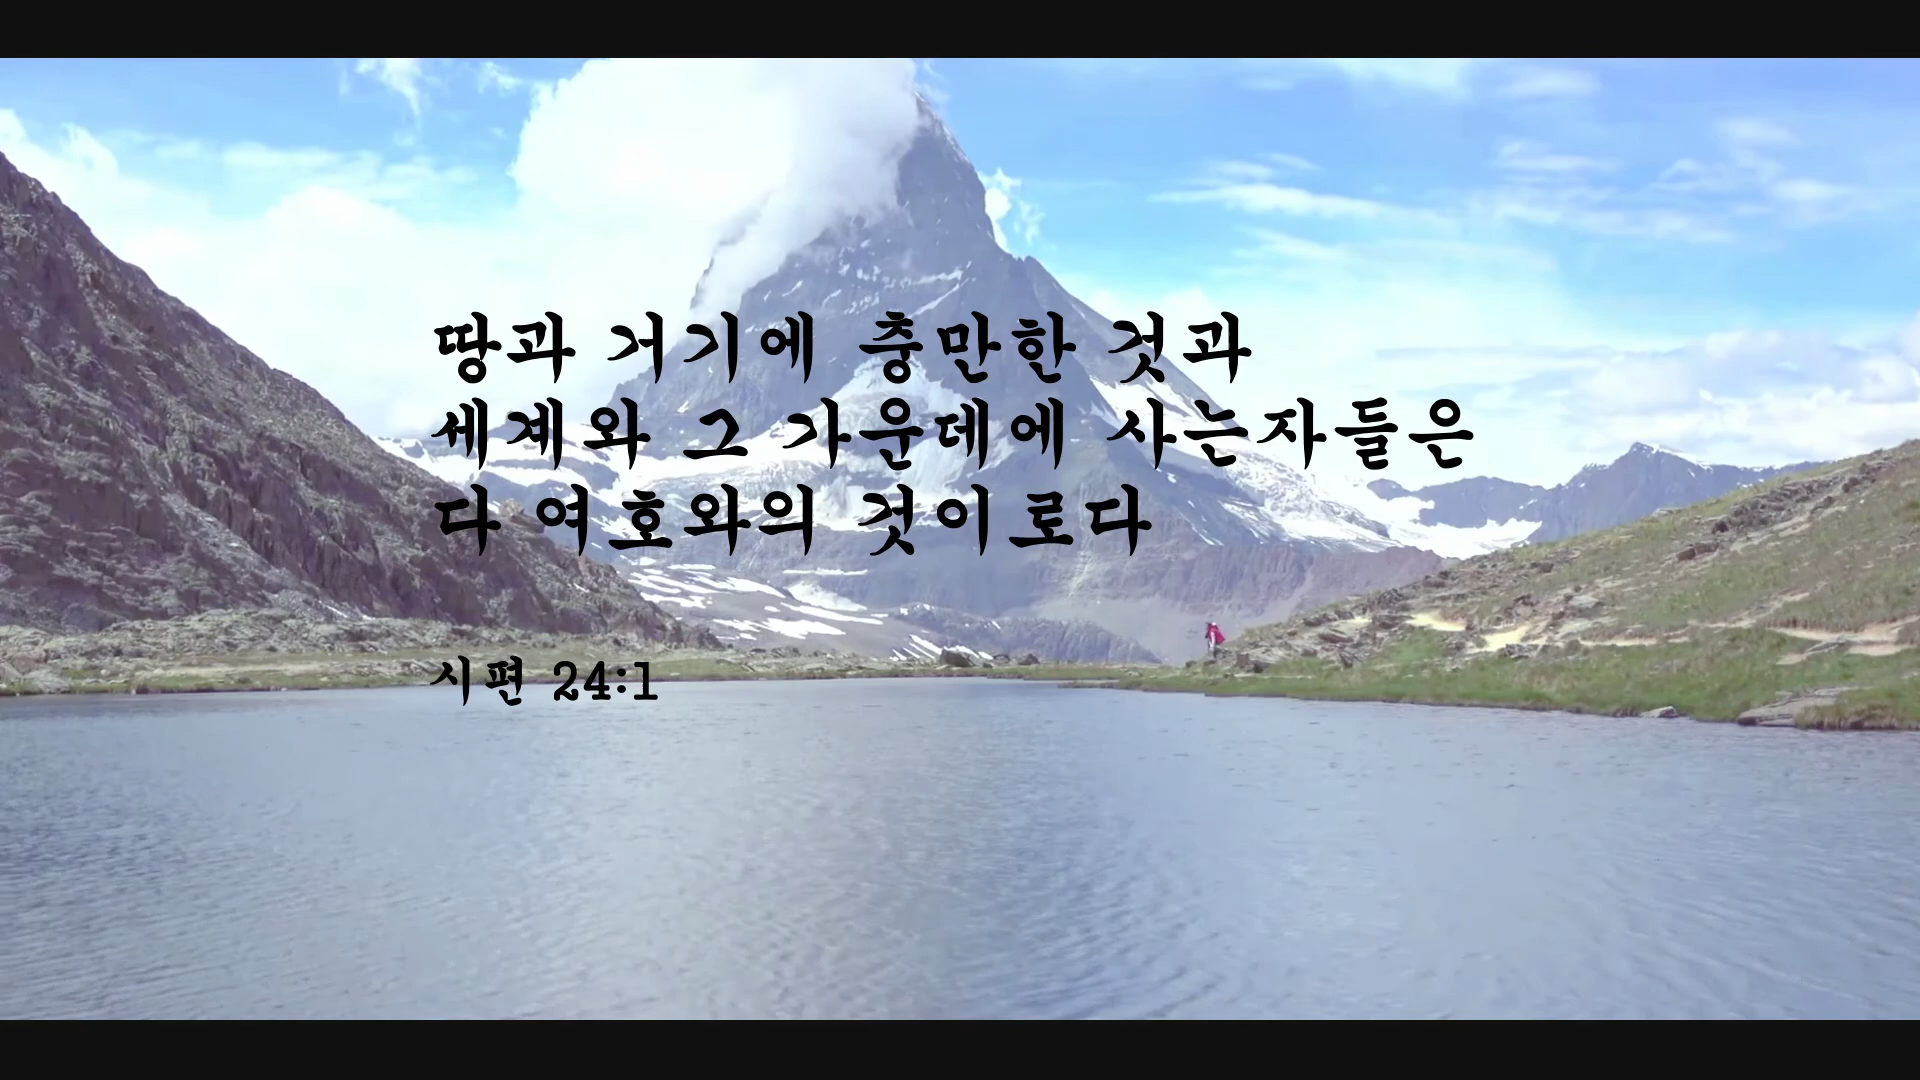 땅과 거기에 충만한 것과
세계와 그 가운데에 사는자들은
다 여호와의 것이로다
시편 24:1